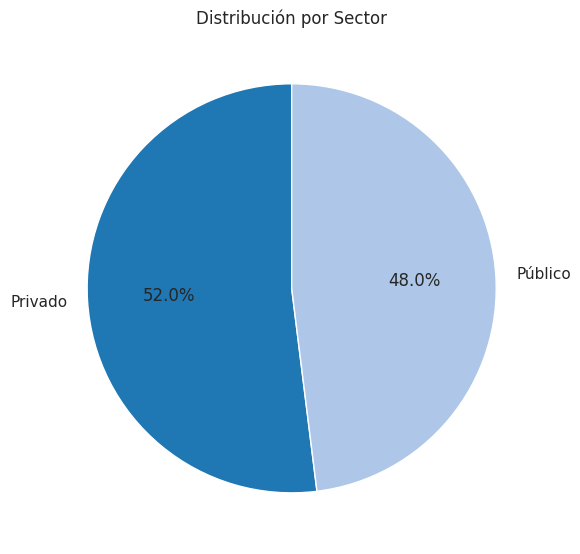 Distribución por Sector
Público
48.0%
52.0%
Privado